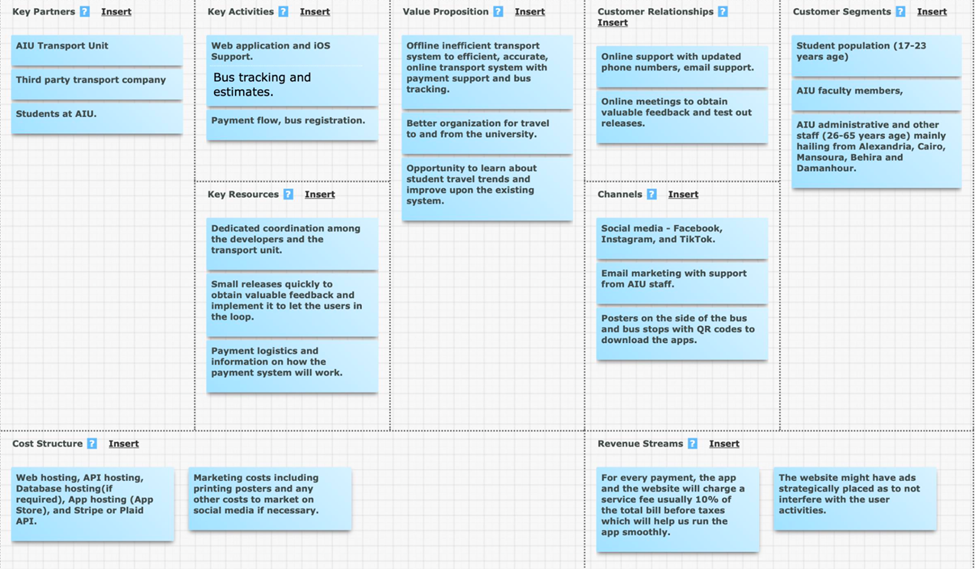 Key Partners ? Insert
AIU Transport Unit
Third party transport company
Students at AIU.
Key Activities ? Insert
Web application and iOS
Support.
Bus tracking and
estimates.
Payment flow, bus registration.
Key Resources ? Insert
Dedicated coordination among
the developers and the
transport unit.
Small releases quickly to
obtain valuable feedback and
implement it to let the users in
the loop.
Payment logistics and
information on how the
payment system will work.
Value Proposition ? Insert
Offline inefficient transport
system to efficient, accurate,
online transport system with
payment support and bus
tracking.
Better organization for travel
to and from the university.
Opportunity to learn about
student travel trends and
improve upon the existing
system.
Customer Relationships ?
Insert
Online support with updated
phone numbers, email support.
Online meetings to obtain
valuable feedback and test out
releases.
Channels ? Insert
Social media - Facebook,
Instagram, and TikTok.
Email marketing with support
from AIU staff.
Posters on the side of the bus
and bus stops with QR codes to
download the apps.
Customer Segments ? Insert
Student population (17-23
years age)
AIU faculty members,
AIU administrative and other
staff (26-65 years age) mainly
hailing from Alexandria, Cairo,
Mansoura, Behira and
Damanhour.
Cost Structure ? Insert
Web hosting, API hosting,
Database hosting(if
required), App hosting (App
Store), and Stripe or Plaid
API.
Marketing costs including
printing posters and any
other costs to market on
social media if necessary.
Revenue Streams ? Insert
For every payment, the app
and the website will charge a
service fee usually 10% of
the total bill before taxes
which will help us run the
app smoothly.
The website might have ads
strategically placed as to not
interfere with the user
activities.